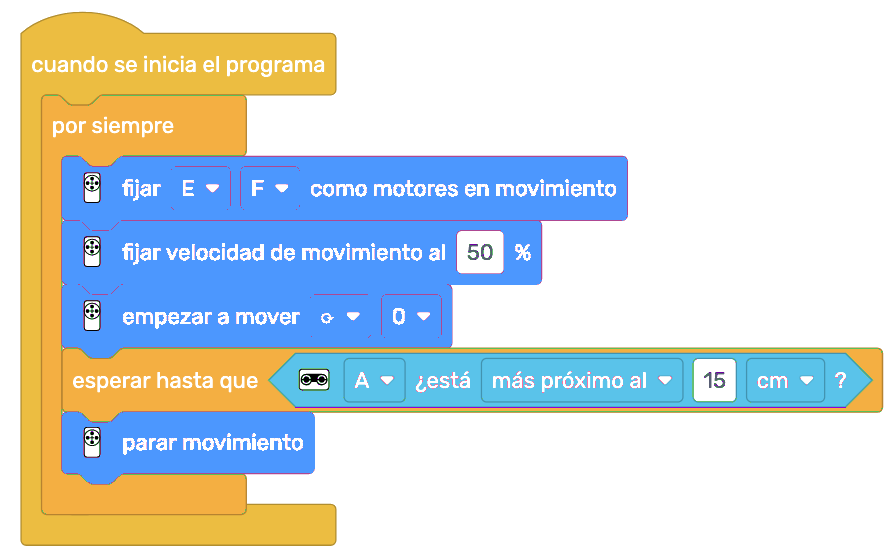 cuando se inicia el programa
por siempre
fijar E F como motores en movimiento
fijar velocidad de movimiento al 50 %
empezar a mover 0
esperar hasta que A ¿está más próximo al 15 cm ?
parar movimiento